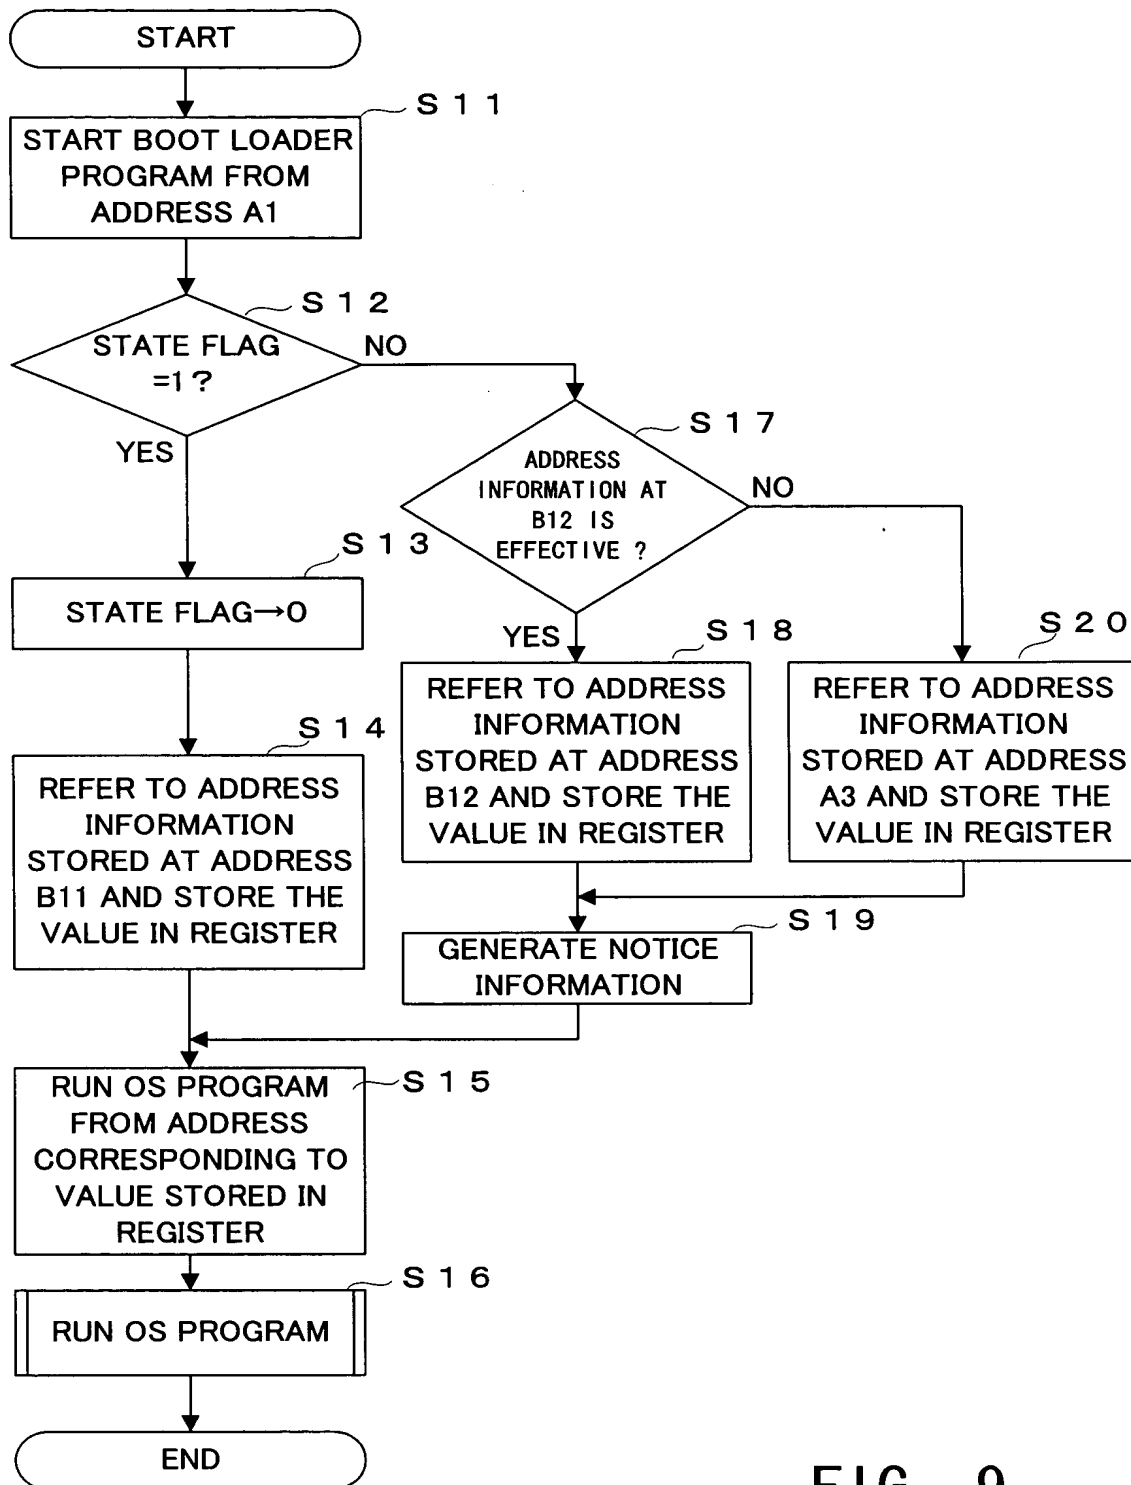 START
S11
START BOOT LOADER
PROGRAM FROM
ADDRESS A1
S12
STATE FLAG
=1?
NO
YES
S17
ADDRESS
INFORMATION AT
B12 IS
EFFECTIVE ?
NO
YES
S13
STATE FLAG→0
S18
REFER TO ADDRESS
INFORMATION
STORED AT ADDRESS
B12 AND STORE THE
VALUE IN REGISTER
S20
REFER TO ADDRESS
INFORMATION
STORED AT ADDRESS
A3 AND STORE THE
VALUE IN REGISTER
S14
REFER TO ADDRESS
INFORMATION
STORED AT ADDRESS
B11 AND STORE THE
VALUE IN REGISTER
S19
GENERATE NOTICE
INFORMATION
S15
RUN OS PROGRAM
FROM ADDRESS
CORRESPONDING TO
VALUE STORED IN
REGISTER
S16
RUN OS PROGRAM
END
FIG. 9